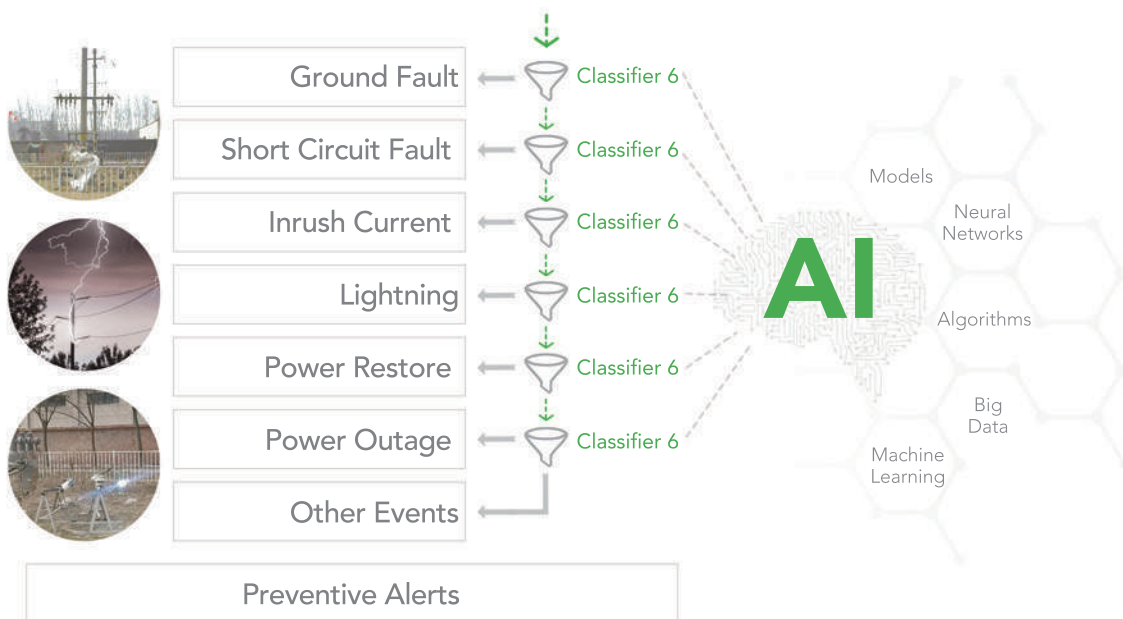 Ground Fault
Classifier 6
Short Circuit Fault
Classifier 6
Inrush Current
Classifier 6
Lightning
Classifier 6
Power Restore
Classifier 6
Power Outage
Classifier 6
Other Events
Preventive Alerts
AI
Models
Neural
Networks
Algorithms
Big
Data
Machine
Learning